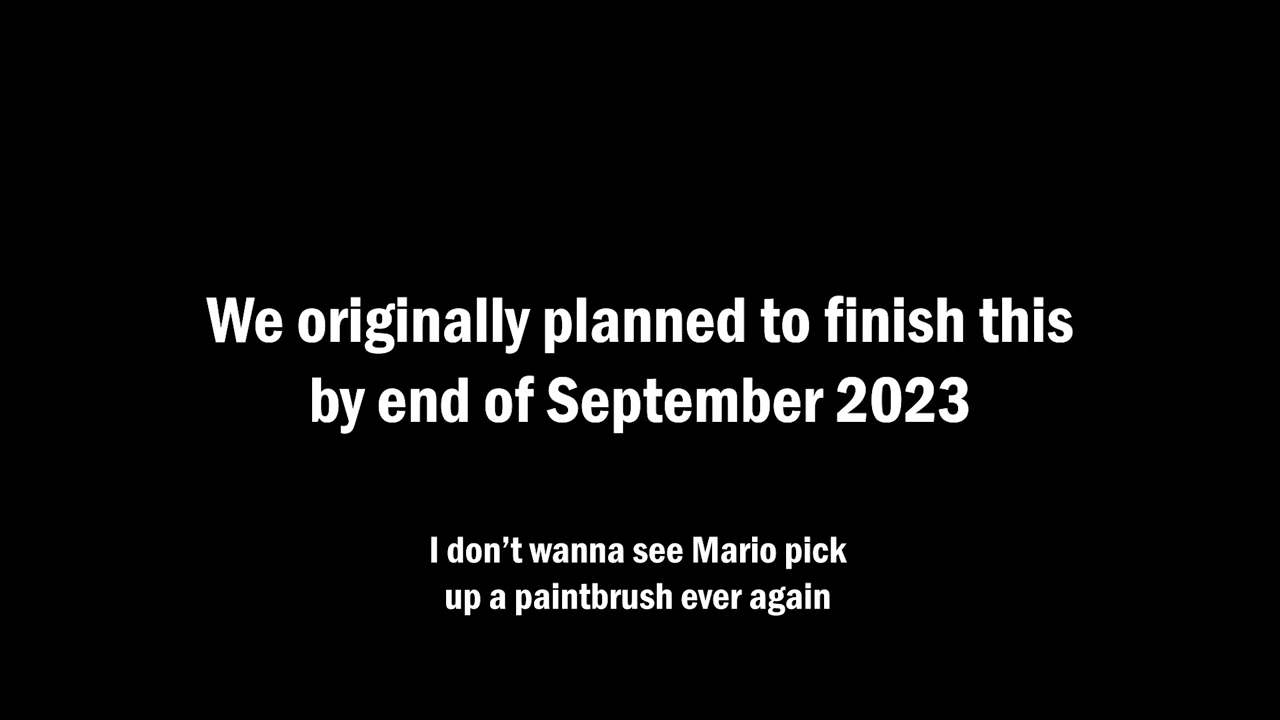 We originally planned to finish this
by end of September 2023
I don’t wanna see Mario pick
up a paintbrush ever again